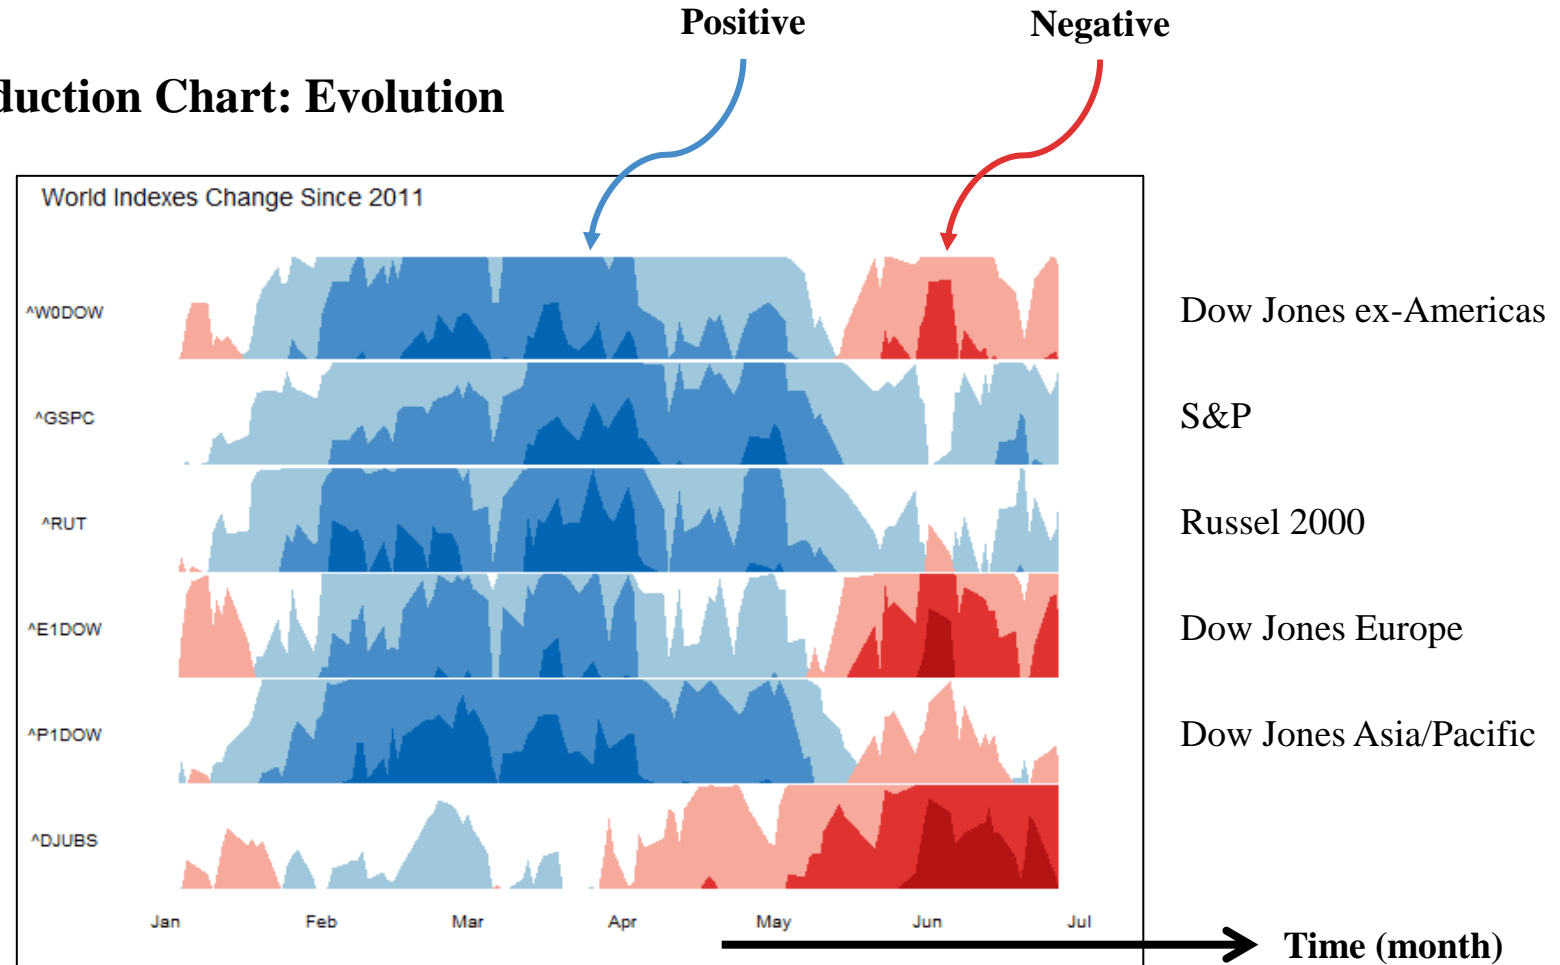 Positive
Negative
duction Chart: Evolution
World Indexes Change Since 2011
^W0DOW
Dow Jones ex-Americas
^GSPC
S&P
^RUT
Russel 2000
^E1DOW
Dow Jones Europe
^P1DOW
Dow Jones Asia/Pacific
^DJUBS
Jan Feb Mar Apr May Jun Jul
Time (month)